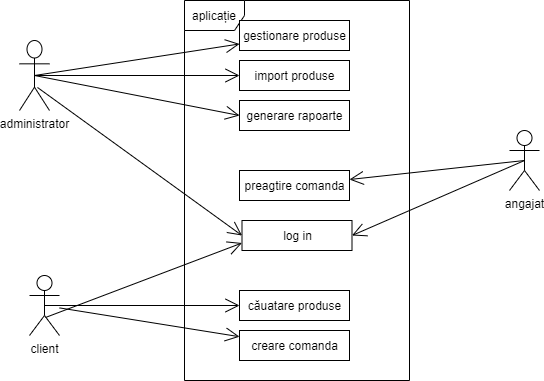 aplicație
gestionare produse
import produse
administrator
generare rapoarte
preagtire comanda
angajat
log in
căuatare produse
client
creare comanda